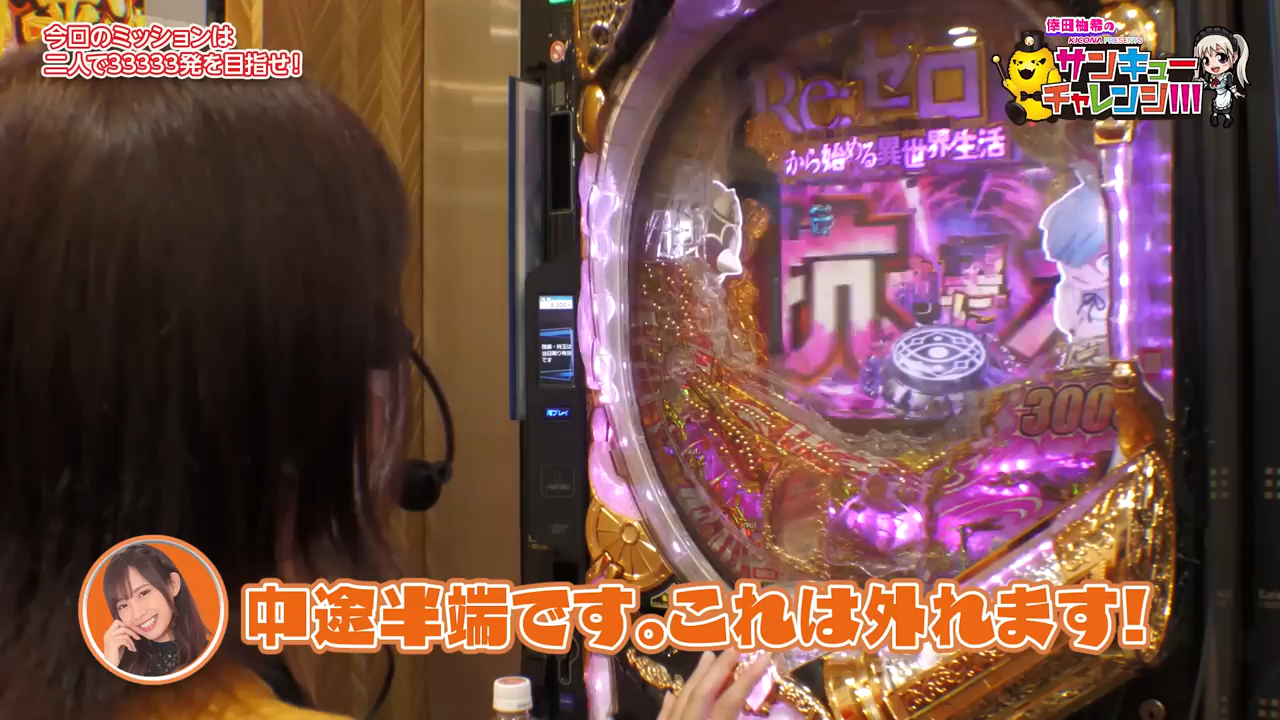 今回のミッションは
二人で33333発を目指せ!
倖田柚希の
KICONA PRESENTS
サンキュー
チャレンジ!!!
Re:ゼロ
から始める異世界生活
300
中途半端です。これは外れます!